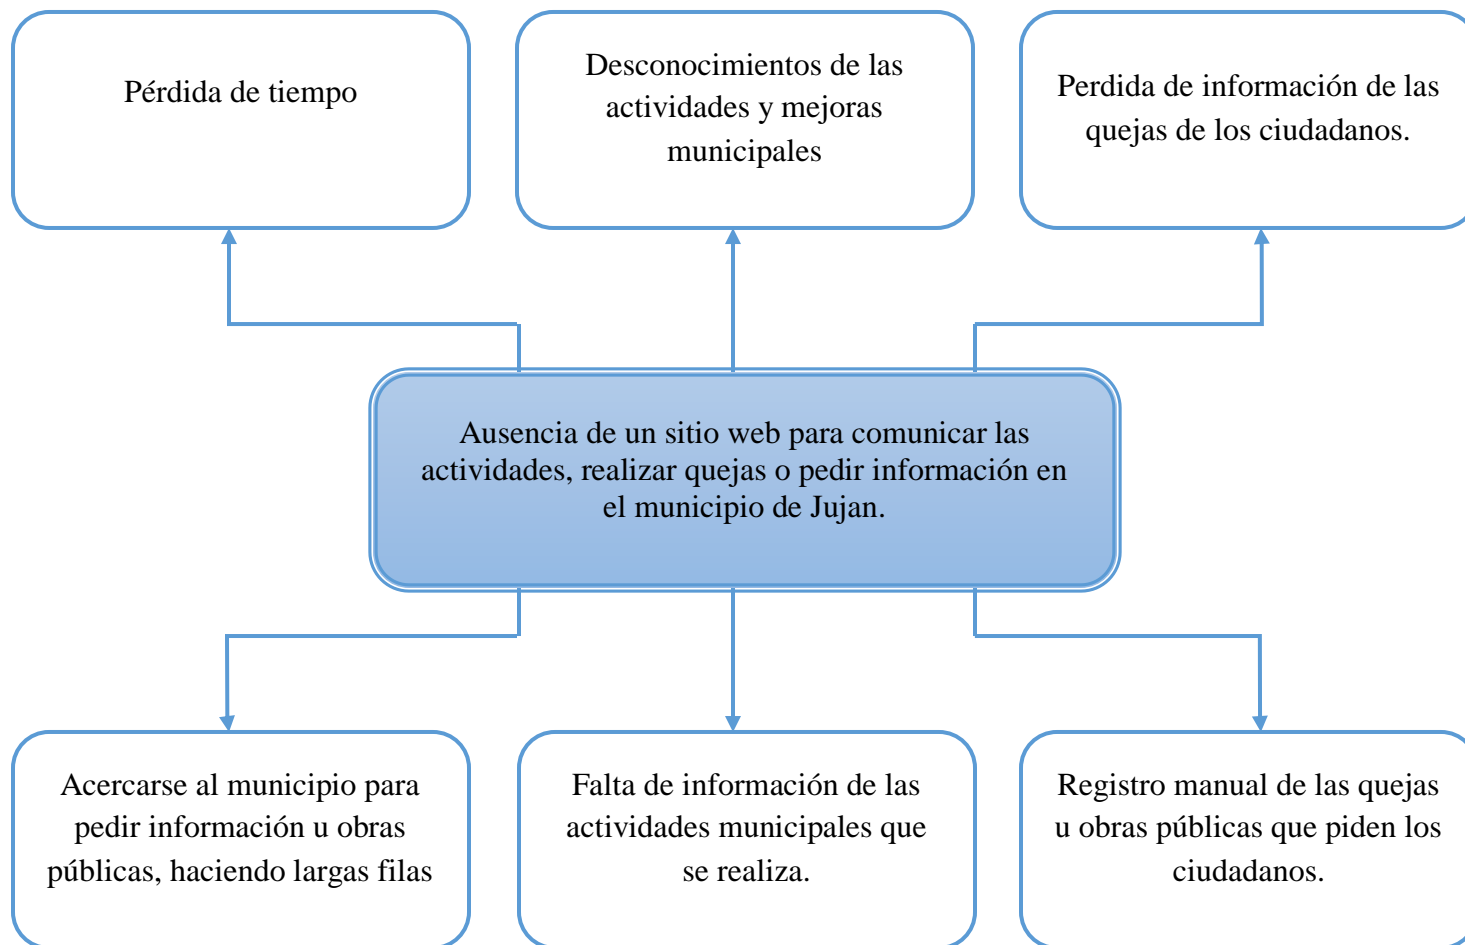 Pérdida de tiempo
Desconocimientos de las
actividades y mejoras
municipales
Perdida de información de las
quejas de los ciudadanos.
Ausencia de un sitio web para comunicar las
actividades, realizar quejas o pedir información en
el municipio de Jujan.
Acercarse al municipio para
pedir información u obras
públicas, haciendo largas filas
Falta de información de las
actividades municipales que
se realiza.
Registro manual de las quejas
u obras públicas que piden los
ciudadanos.